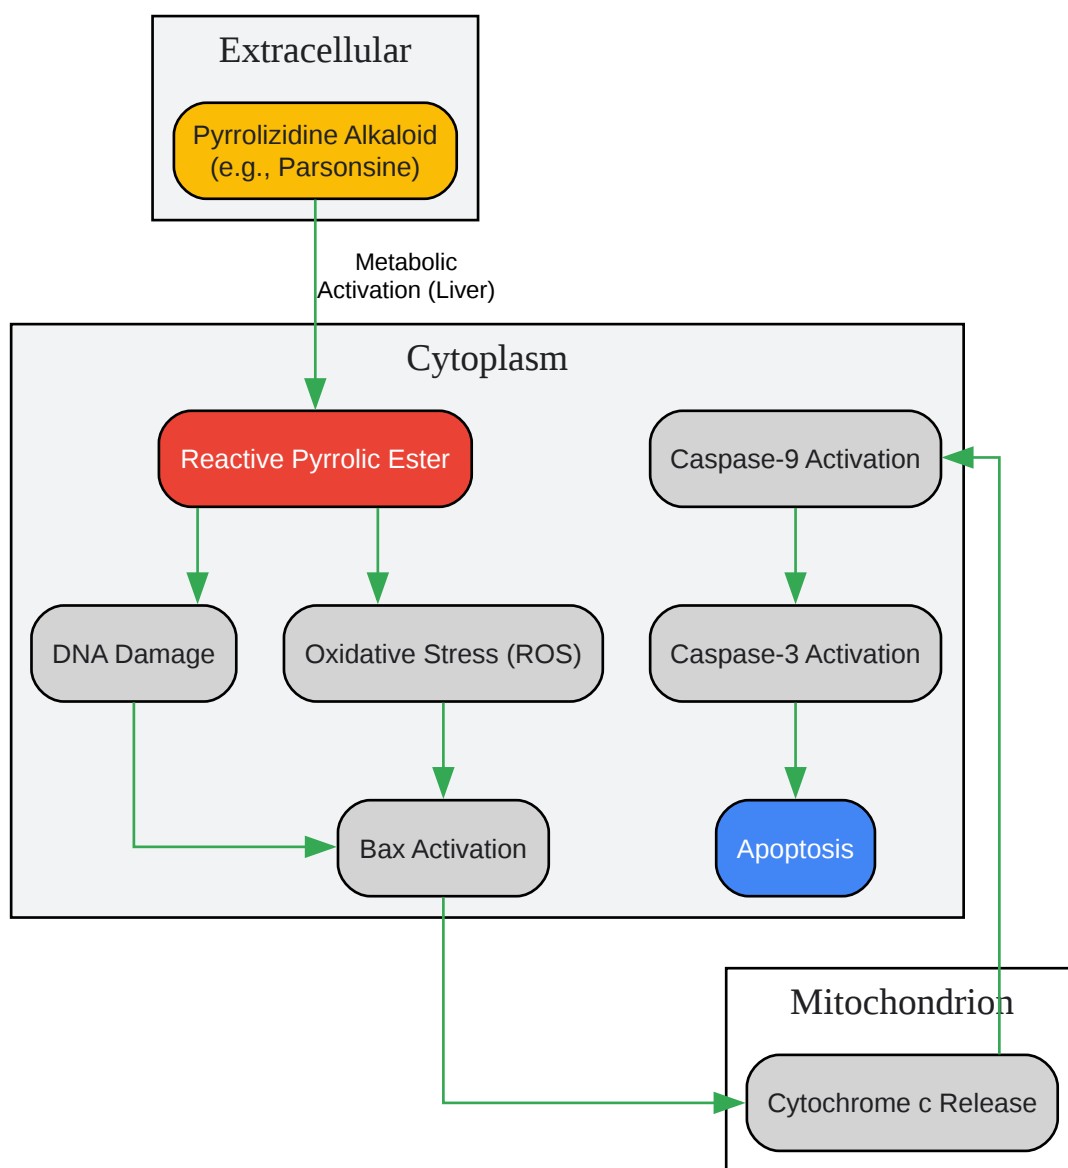 Extracellular
Pyrrolizidine Alkaloid
(e.g., Parsonsine)
Metabolic
Activation (Liver)
Cytoplasm
Reactive Pyrrolic Ester
Caspase-9 Activation
DNA Damage
Oxidative Stress (ROS)
Caspase-3 Activation
Bax Activation
Apoptosis
Mitochondrion
Cytochrome c Release